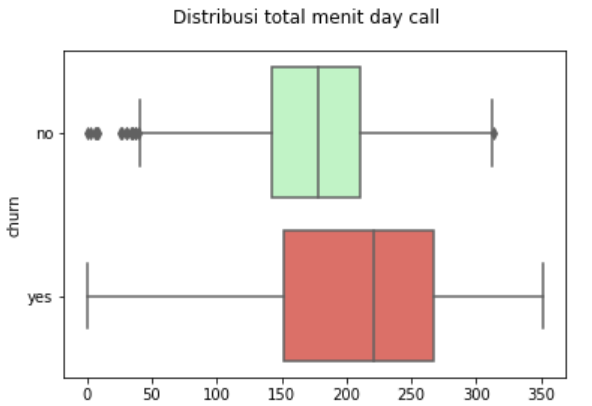 Distribusi total menit day call
no
churn
yes
0 50 100 150 200 250 300 350